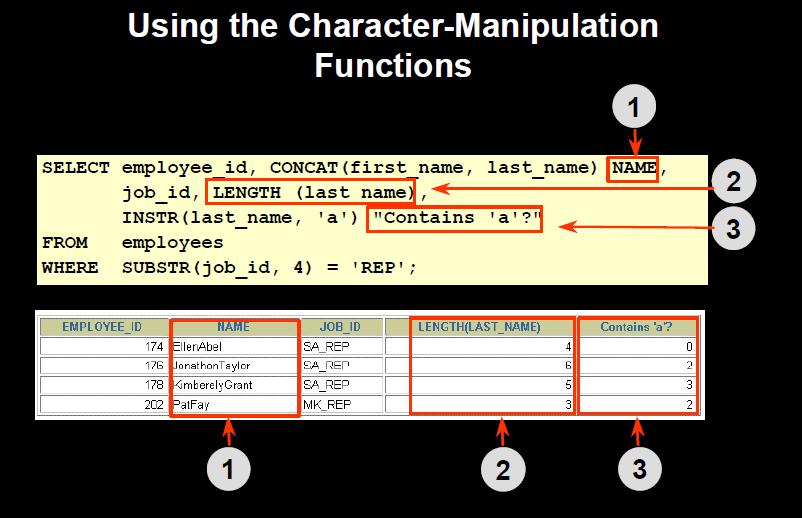 Using the Character-Manipulation
Functions
1
SELECT employee_id, CONCAT(first_name, last_name) NAME,
job_id, LENGTH (last_name),
2
INSTR(last_name, 'a') "Contains 'a'?"
3
FROM employees
WHERE SUBSTR(job_id, 4) = 'REP';
EMPLOYEE_ID NAME JOB_ID LENGTH(LAST_NAME) Contains 'a'?
174 EllenAbel SA_REP 4 0
176 JonathonTaylor SA_REP 6 2
178 KimberelyGrant SA_REP 5 3
202 PatFay MK_REP 3 2
1 2 3